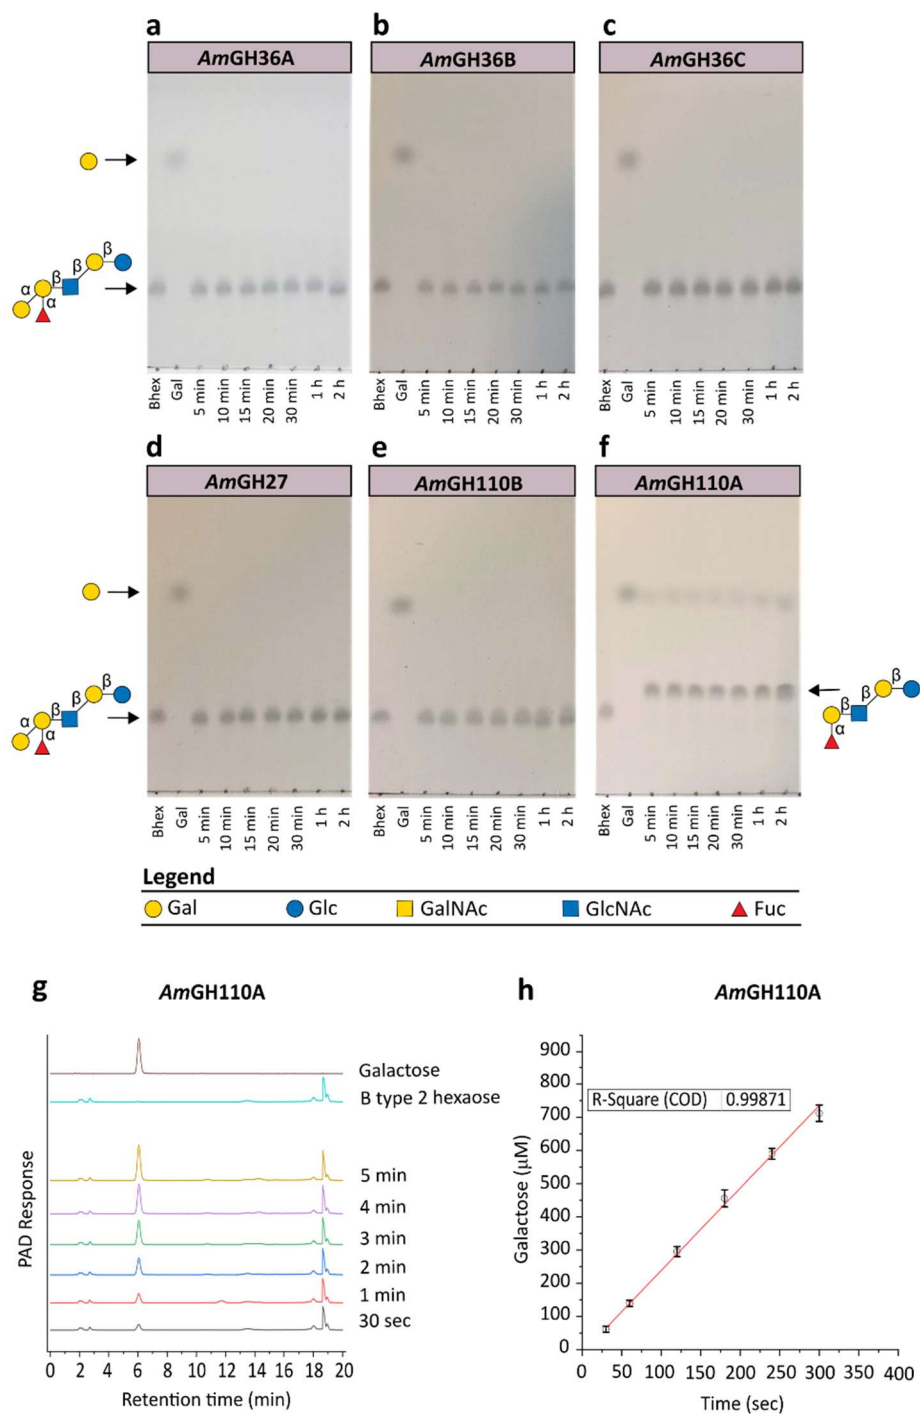 a
b
c
AmGH36A
AmGH36B
AmGH36C
β
β
β
α
α
Bhex
Gal
5 min
10 min
15 min
20 min
30 min
1 h
2 h
Bhex
Gal
5 min
10 min
15 min
20 min
30 min
1 h
2 h
Bhex
Gal
5 min
10 min
15 min
20 min
30 min
1 h
2 h
d
e
f
AmGH27
AmGH110B
AmGH110A
β
β
β
α
α
β
β
α
Bhex
Gal
5 min
10 min
15 min
20 min
30 min
1 h
2 h
Bhex
Gal
5 min
10 min
15 min
20 min
30 min
1 h
2 h
Bhex
Gal
5 min
10 min
15 min
20 min
30 min
1 h
2 h
Legend
Gal Glc GalNAc GlcNAc Fuc
g
AmGH110A
Galactose
B type 2 hexaose
5 min
4 min
3 min
2 min
1 min
30 sec
PAD Response
0 2 4 6 8 10 12 14 16 18 20
Retention time (min)
h
AmGH110A
900
800
700
600
500
400
300
200
100
0
R-Square (COD) 0.99871
Galactose (µM)
0 50 100 150 200 250 300 350 400
Time (sec)